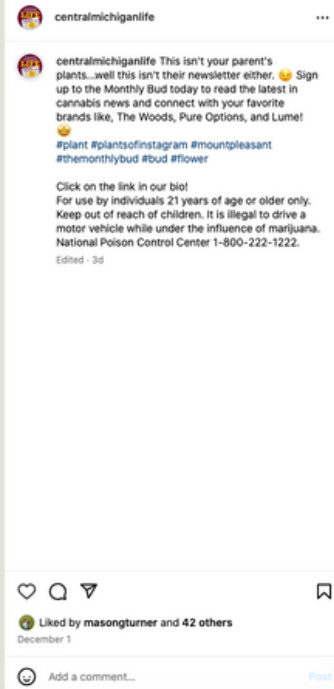 centralmichiganlife
centralmichiganlife This isn't your parent's
plants...well this isn't their newsletter either. 😉 Sign
up to the Monthly Bud today to read the latest in
cannabis news and connect with your favorite
brands like, The Woods, Pure Options, and Lume!
🤩
#plant #plantsofinstagram #mountpleasant
#themonthlybud #bud #flower
Click on the link in our bio!
For use by individuals 21 years of age or older only.
Keep out of reach of children. It is illegal to drive a
motor vehicle while under the influence of marijuana.
National Poison Control Center 1-800-222-1222.
Edited · 3d
Liked by masongturner and 42 others
December 1
Add a comment...
Post